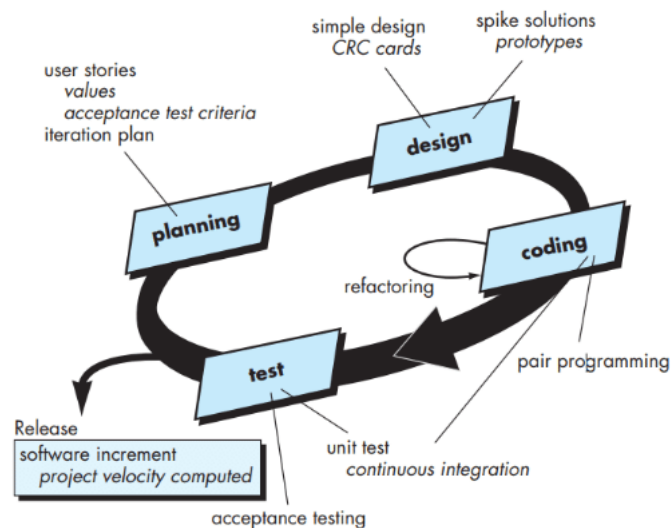 simple design
CRC cards
spike solutions
prototypes
user stories
values
acceptance test criteria
iteration plan
design
planning
coding
refactoring
test
pair programming
Release
software increment
project velocity computed
unit test
continuous integration
acceptance testing